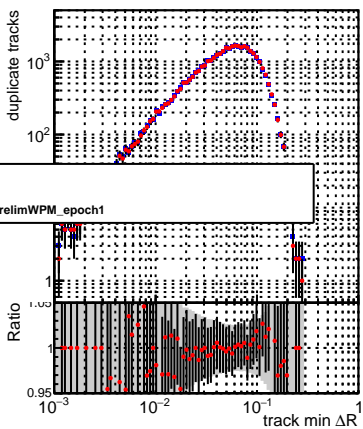 duplicate tracks
10³
10²
relimWPM_epoch1
1
1.05
Ratio
1
0.95
10⁻³
10⁻²
10⁻¹
1
track min ΔR